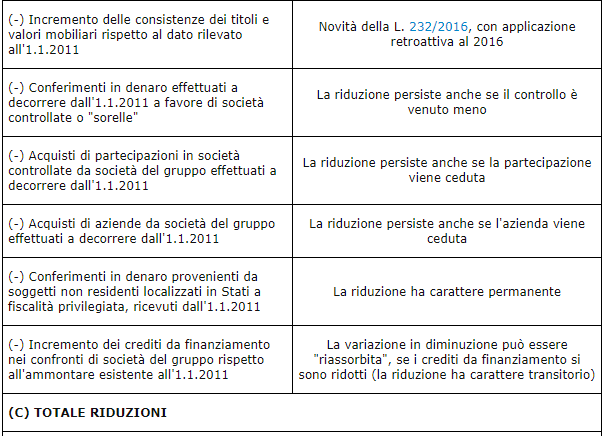 (-) Incremento delle consistenze dei titoli e
valori mobiliari rispetto al dato rilevato
all'1.1.2011
Novità della L. 232/2016, con applicazione
retroattiva al 2016
(-) Conferimenti in denaro effettuati a
decorrere dall'1.1.2011 a favore di società
controllate o "sorelle"
La riduzione persiste anche se il controllo è
venuto meno
(-) Acquisti di partecipazioni in società
controllate da società del gruppo effettuati a
decorrere dall'1.1.2011
La riduzione persiste anche se la partecipazione
viene ceduta
(-) Acquisti di aziende da società del gruppo
effettuati a decorrere dall'1.1.2011
La riduzione persiste anche se l'azienda viene
ceduta
(-) Conferimenti in denaro provenienti da
soggetti non residenti localizzati in Stati a
fiscalità privilegiata, ricevuti dall'1.1.2011
La riduzione ha carattere permanente
(-) Incremento dei crediti da finanziamento
nei confronti di società del gruppo rispetto
all'ammontare esistente all'1.1.2011
La variazione in diminuzione può essere
"riassorbita", se i crediti da finanziamento si
sono ridotti (la riduzione ha carattere transitorio)
(C) TOTALE RIDUZIONI